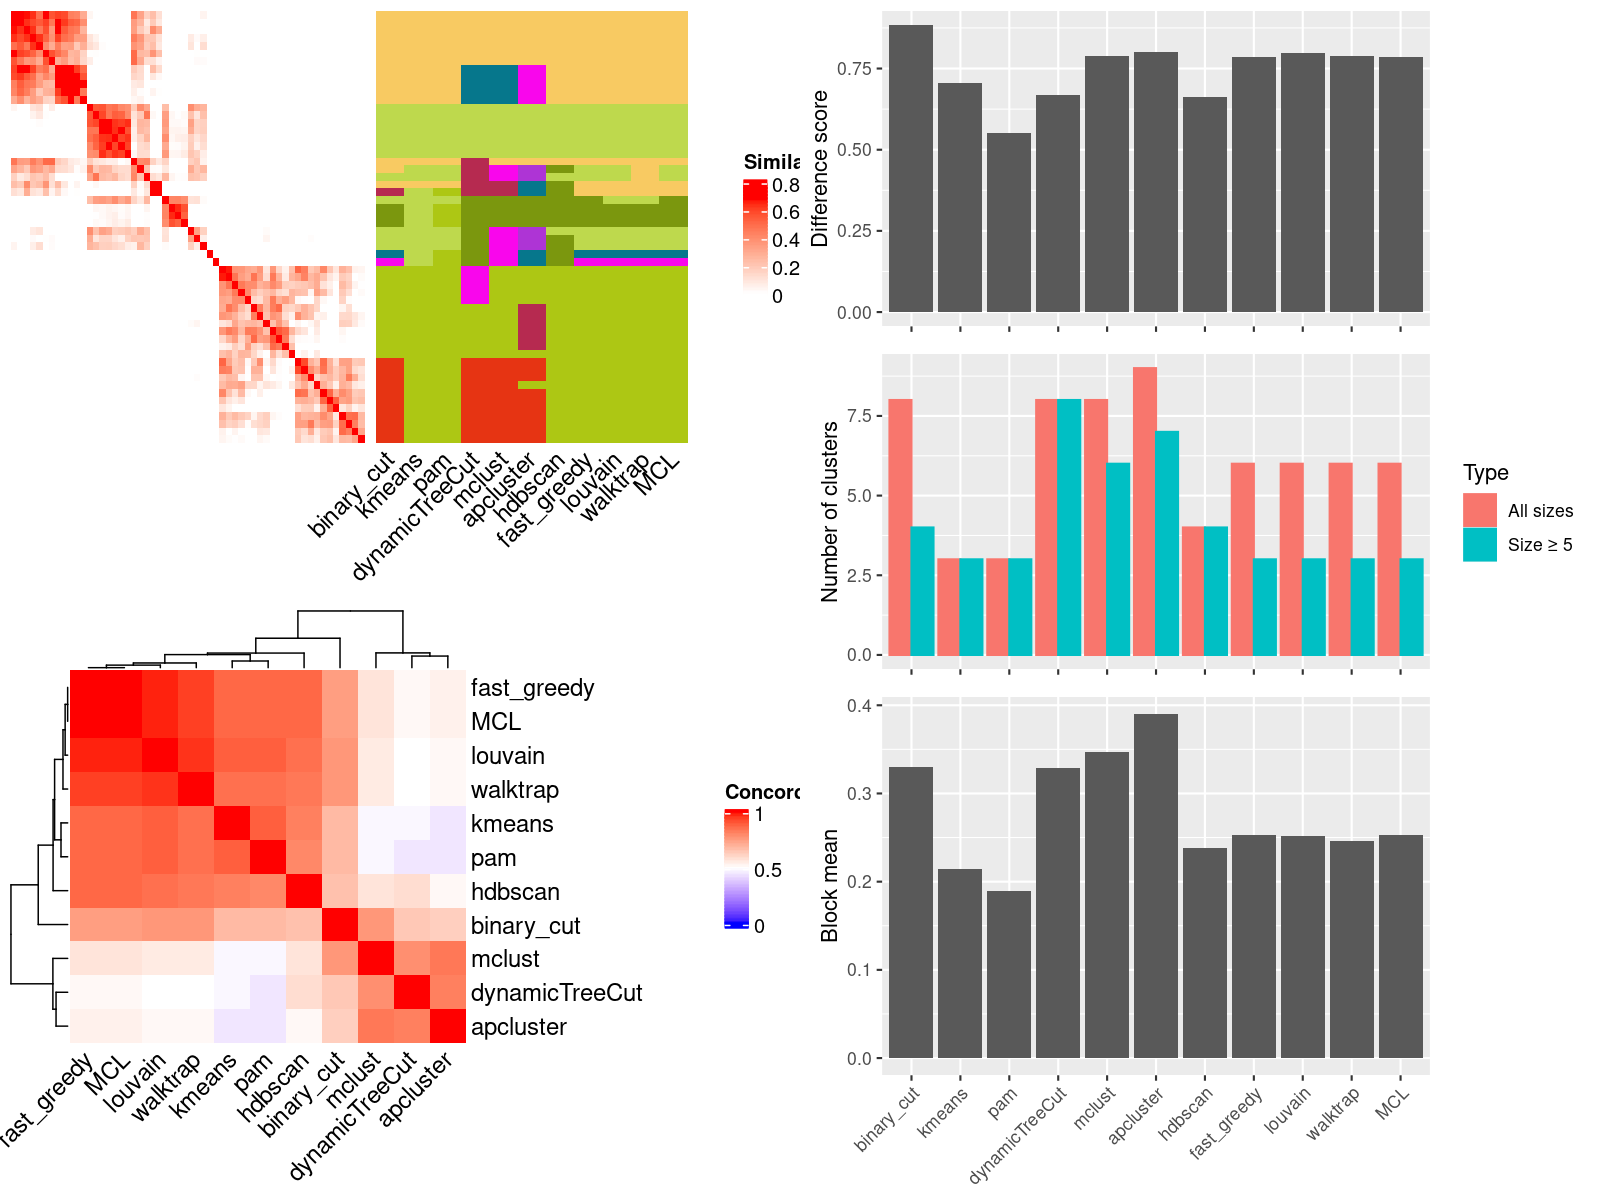 Simila
0.8
0.6
0.4
0.2
0
binary_cut
kmeans
pam
dynamicTreeCut
mclust
apcluster
hdbscan
fast_greedy
louvain
walktrap
MCL
fast_greedy
MCL
louvain
walktrap
kmeans
pam
hdbscan
binary_cut
mclust
dynamicTreeCut
apcluster
Concord
1
0.5
0
fast_greedy
MCL
louvain
walktrap
kmeans
pam
hdbscan
binary_cut
mclust
dynamicTreeCut
apcluster
Difference score
0.75
0.50
0.25
0.00
Number of clusters
7.5
5.0
2.5
0.0
Type
All sizes
Size ≥ 5
Block mean
0.4
0.3
0.2
0.1
0.0
binary_cut
kmeans
pam
dynamicTreeCut
mclust
apcluster
hdbscan
fast_greedy
louvain
walktrap
MCL